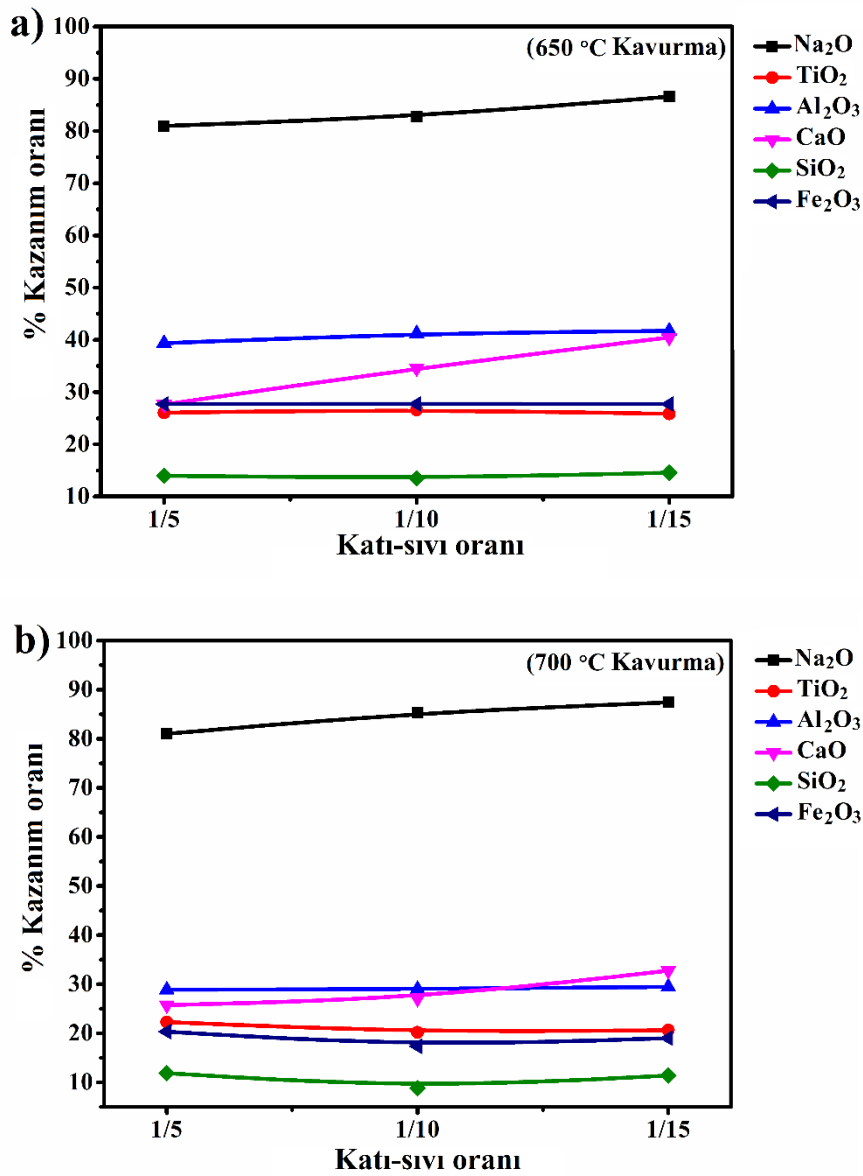 a)
(650 °C Kavurma)
100
90
80
70
60
50
40
30
20
10
% Kazanım oranı
1/5 1/10 1/15
Katı-sıvı oranı
Na₂O
TiO₂
Al₂O₃
CaO
SiO₂
Fe₂O₃
b)
(700 °C Kavurma)
100
90
80
70
60
50
40
30
20
10
% Kazanım oranı
1/5 1/10 1/15
Katı-sıvı oranı
Na₂O
TiO₂
Al₂O₃
CaO
SiO₂
Fe₂O₃